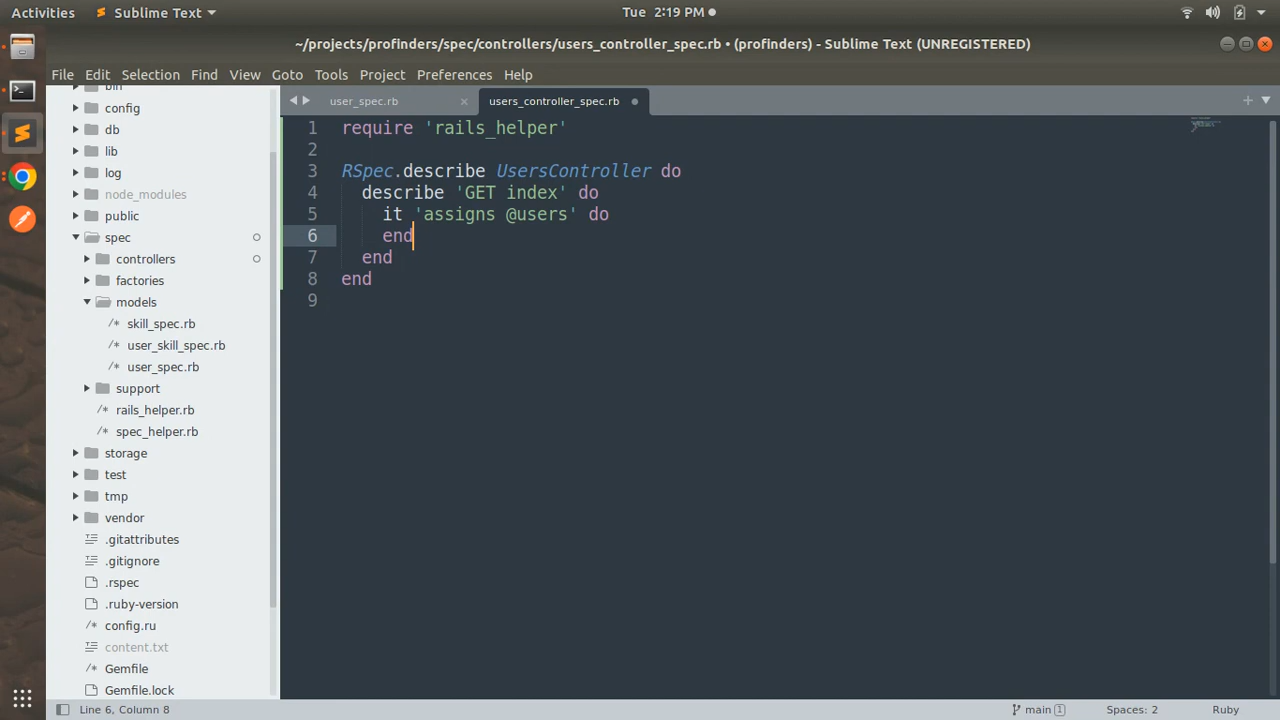 Activities
Sublime Text
Tue 2:19 PM
~/projects/profinders/spec/controllers/users_controller_spec.rb • (profinders) - Sublime Text (UNREGISTERED)
File Edit Selection Find View Goto Tools Project Preferences Help
bin
config
db
lib
log
node_modules
public
spec
controllers
factories
models
skill_spec.rb
user_skill_spec.rb
user_spec.rb
support
rails_helper.rb
spec_helper.rb
storage
test
tmp
vendor
.gitattributes
.gitignore
.rspec
.ruby-version
config.ru
content.txt
Gemfile
Gemfile.lock
user_spec.rb
users_controller_spec.rb
1 require 'rails_helper'
2
3 RSpec.describe UsersController do
4 describe 'GET index' do
5 it 'assigns @users' do
6 end
7 end
8 end
9
Line 6, Column 8
main 1
Spaces: 2
Ruby